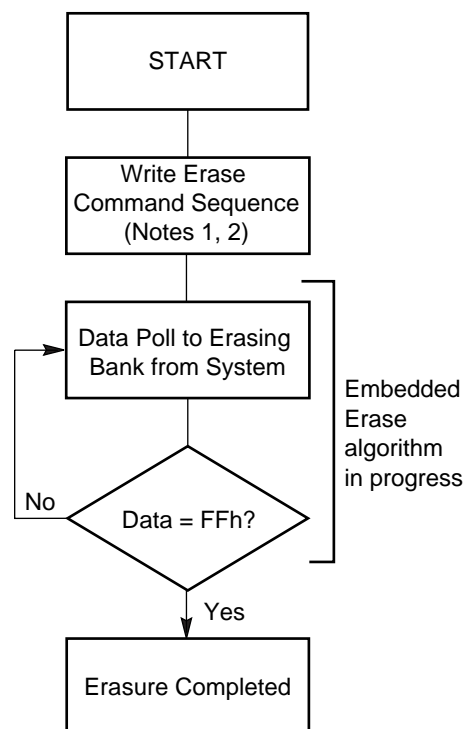 START
Write Erase
Command Sequence
(Notes 1, 2)
Data Poll to Erasing
Bank from System
Embedded
Erase
algorithm
in progress
No
Data = FFh?
Yes
Erasure Completed